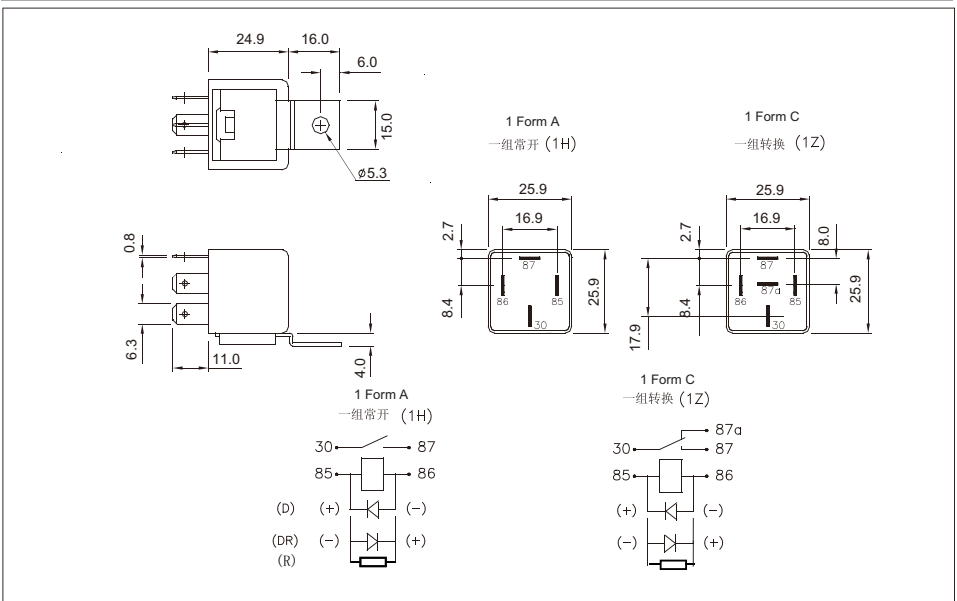 24.9
16.0
6.0
15.0
ø5.3
0.8
6.3
11.0
4.0
1 Form A
一组常开 (1H)
25.9
16.9
2.7
8.4
25.9
87
86
85
30
1 Form C
一组转换 (1Z)
25.9
16.9
2.7
8.0
8.4
17.9
25.9
87
87a
86
85
30
1 Form A
一组常开 (1H)
30 87
85 86
(D) (+) (-)
(DR) (-) (+)
(R)
1 Form C
一组转换 (1Z)
87a
30 87
85 86
(+) (-)
(-) (+)